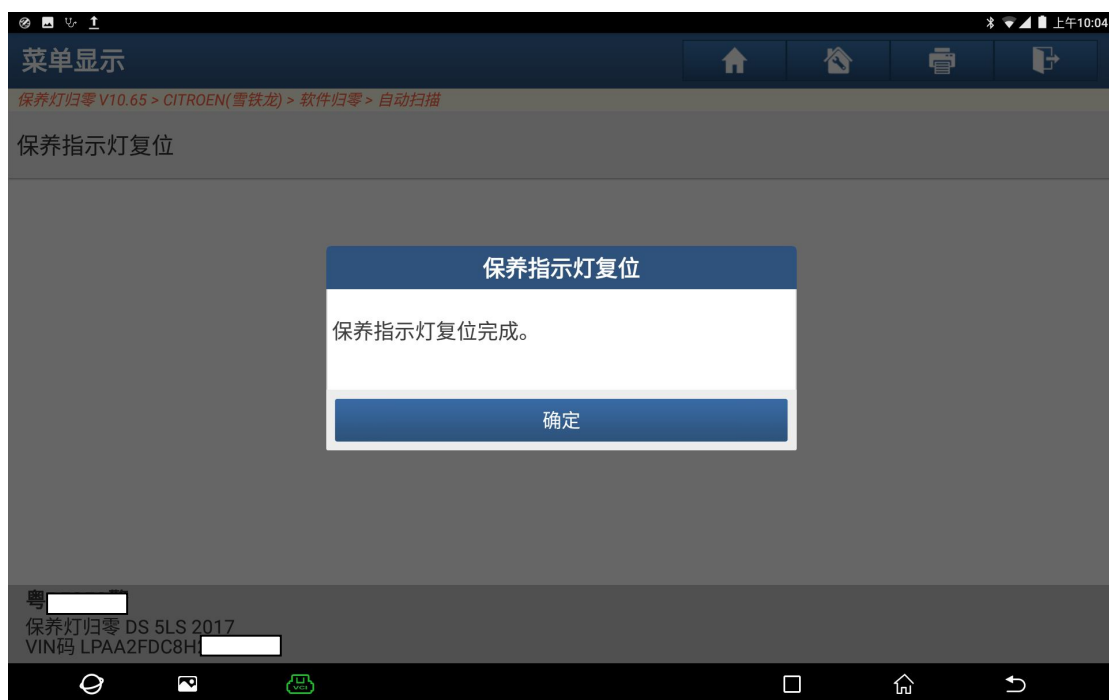 上午10:04
菜单显示
保养灯归零 V10.65 > CITROEN(雪铁龙) > 软件归零 > 自动扫描
保养指示灯复位
保养指示灯复位
保养指示灯复位完成。
确定
粤
保养灯归零 DS 5LS 2017
VIN码 LPAA2FDC8H
VCI